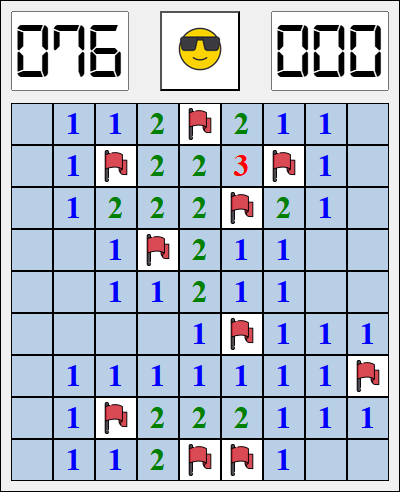 076 000
1 1 2 2 1 1
1 2 2 3 1
1 2 2 2 2 1
1 2 1 1
1 1 2 1 1
1 1 1 1
1 1 1 1 1 1 1
1 2 2 2 1 1 1
1 1 2 1